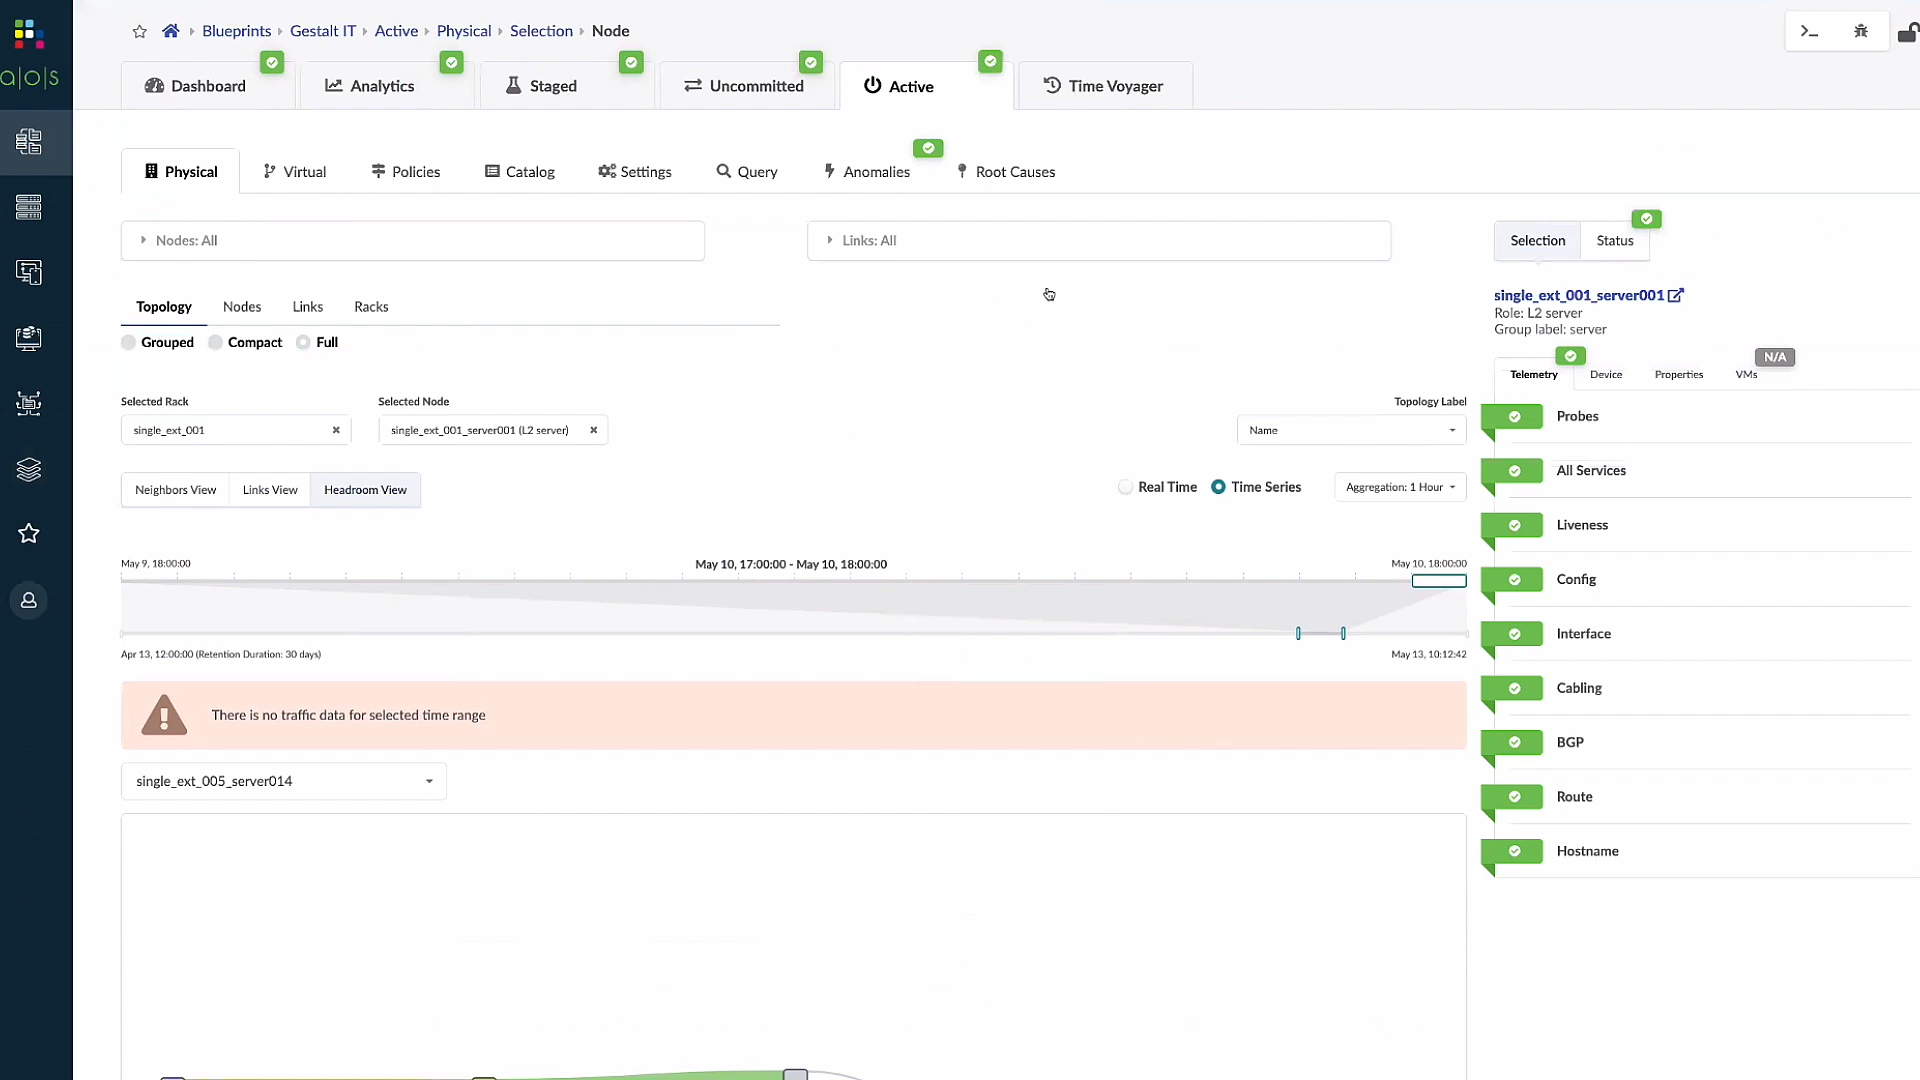 Blueprints › Gestalt IT › Active › Physical › Selection › Node
a|o|s
Dashboard
Analytics
Staged
Uncommitted
Active
Time Voyager
Physical
Virtual
Policies
Catalog
Settings
Query
Anomalies
Root Causes
Nodes: All
Links: All
Selection
Status
single_ext_001_server001
Role: L2 server
Group label: server
Topology
Nodes
Links
Racks
Grouped
Compact
Full
N/A
Telemetry
Device
Properties
VMs
Selected Rack
Selected Node
Topology Label
single_ext_001
single_ext_001_server001 (L2 server)
Name
Probes
All Services
Liveness
Config
Interface
Cabling
BGP
Route
Hostname
Neighbors View
Links View
Headroom View
Real Time
Time Series
Aggregation: 1 Hour
May 9, 18:00:00
May 10, 17:00:00 - May 10, 18:00:00
May 10, 18:00:00
Apr 13, 12:00:00 (Retention Duration: 30 days)
May 13, 10:12:42
There is no traffic data for selected time range
single_ext_005_server014